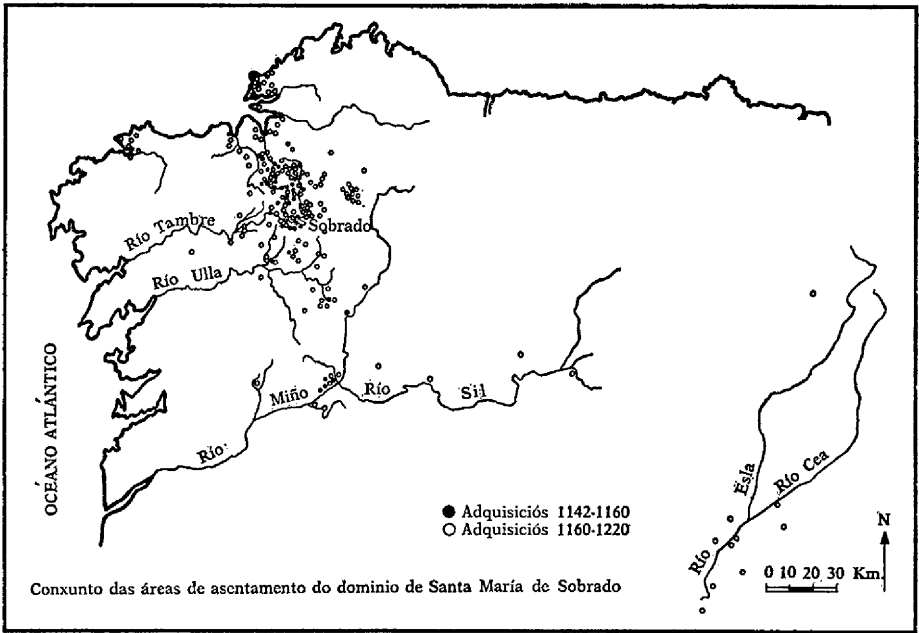 Río Tambre
Sobrado
Río Ulla
OCÉANO ATLÁNTICO
Miño
Río
Sil
Río
Esla
Río Cea
Río
Adquisiciós 1142-1160
Adquisiciós 1160-1220
N
0 10 20 30 Km.
Conxunto das áreas de asentamento do dominio de Santa María de Sobrado